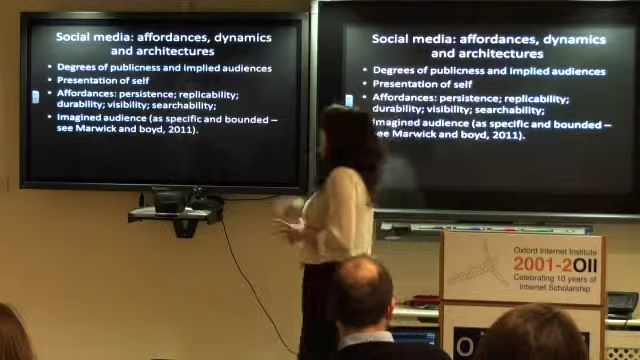 Social media: affordances, dynamics
and architectures
• Degrees of publicness and implied audiences
• Presentation of self
• Affordances: persistence; replicability;
durability; visibility; searchability;
• Imagined audience (as specific and bounded –
see Marwick and boyd, 2011).
Social media: affordances, dynamics
and architectures
• Degrees of publicness and implied audiences
• Presentation of self
• Affordances: persistence; replicability;
durability; visibility; searchability;
Imagined audience (as specific and bounded –
see Marwick and boyd, 2011).
Oxford Internet Institute
2001-2OII
Celebrating 10 years of
Internet Scholarship